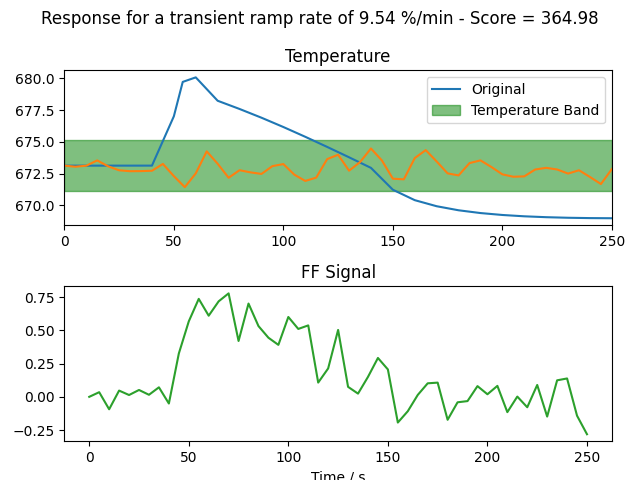 Response for a transient ramp rate of 9.54 %/min - Score = 364.98
Temperature
680.0
677.5
675.0
672.5
670.0
Original
Temperature Band
0 50 100 150 200 250
FF Signal
0.75
0.50
0.25
0.00
−0.25
0 50 100 150 200 250
Time / s